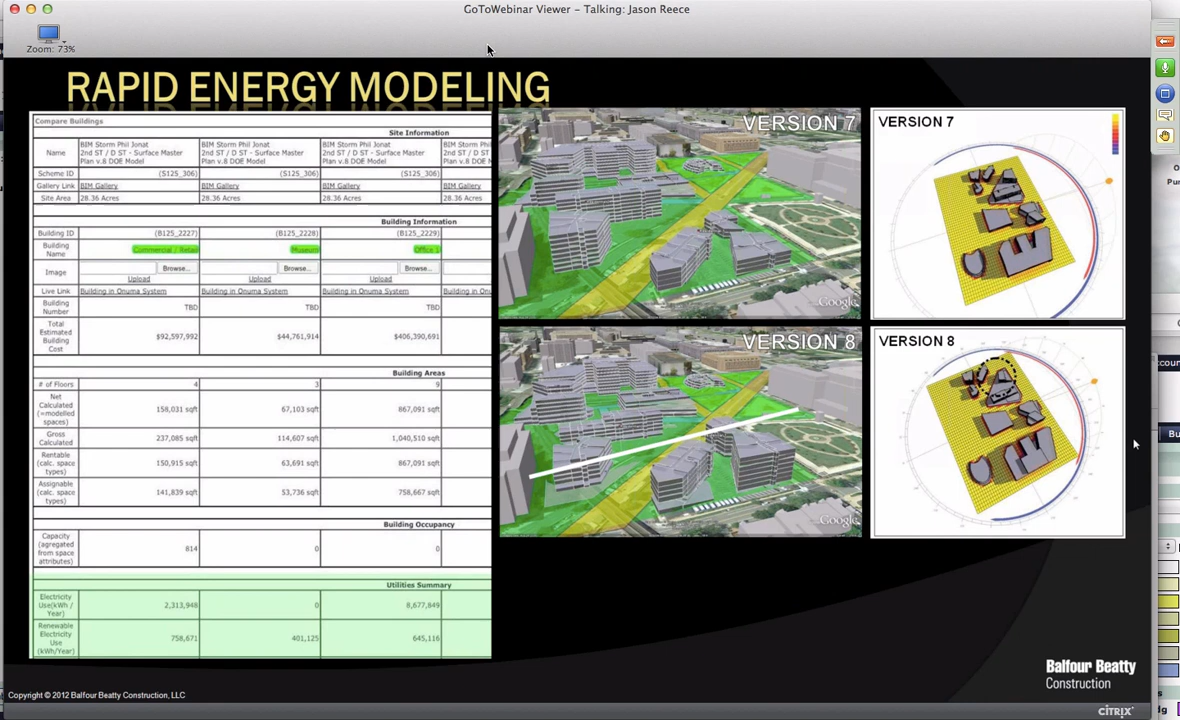 GoToWebinar Viewer – Talking: Jason Reece
Zoom: 73%
RAPID ENERGY MODELING
Compare Buildings
Site Information
Name
BIM Storm Phil Jonat
2nd ST / D ST - Surface Master
Plan v.8 DOE Model
BIM Storm Phil Jonat
2nd ST / D ST - Surface Master
Plan v.8 DOE Model
BIM Storm Phil Jonat
2nd ST / D ST - Surface Master
Plan v.8 DOE Model
Scheme ID (S125_306) (S125_306) (S125_306)
Gallery Link BIM Gallery BIM Gallery BIM Gallery
Site Area 28.36 Acres 28.36 Acres 28.36 Acres
Building Information
Building ID (B125_2227) (B125_2228) (B125_2229)
Building
Name
Commercial / Retail Museum Office 1
Image Browse... Browse... Browse...
Upload Upload Upload
Live Link Building in Onuma System Building in Onuma System Building in Onuma System
Building
Number
TBD TBD TBD
Total
Estimated
Building
Cost
$92,597,992 $44,761,914 $406,390,691
Building Areas
# of Floors 4 3 9
Net
Calculated
(=modelled
spaces)
158,031 sqft 67,103 sqft 867,091 sqft
Gross
Calculated
237,085 sqft 114,607 sqft 1,040,510 sqft
Rentable
(calc. space
types)
150,915 sqft 63,691 sqft 867,091 sqft
Assignable
(calc. space
types)
141,839 sqft 53,736 sqft 758,667 sqft
Building Occupancy
Capacity
(agregated
from space
attributes)
814 0 0
Utilities Summary
Electricity
Use(kWh /
Year)
2,313,948 0 8,677,849
Renewable
Electricity
Use
(kWh/Year)
758,671 401,125 645,116
VERSION 7
Google
VERSION 7
VERSION 8
Google
VERSION 8
Balfour Beatty
Construction
Copyright © 2012 Balfour Beatty Construction, LLC
CITRIX